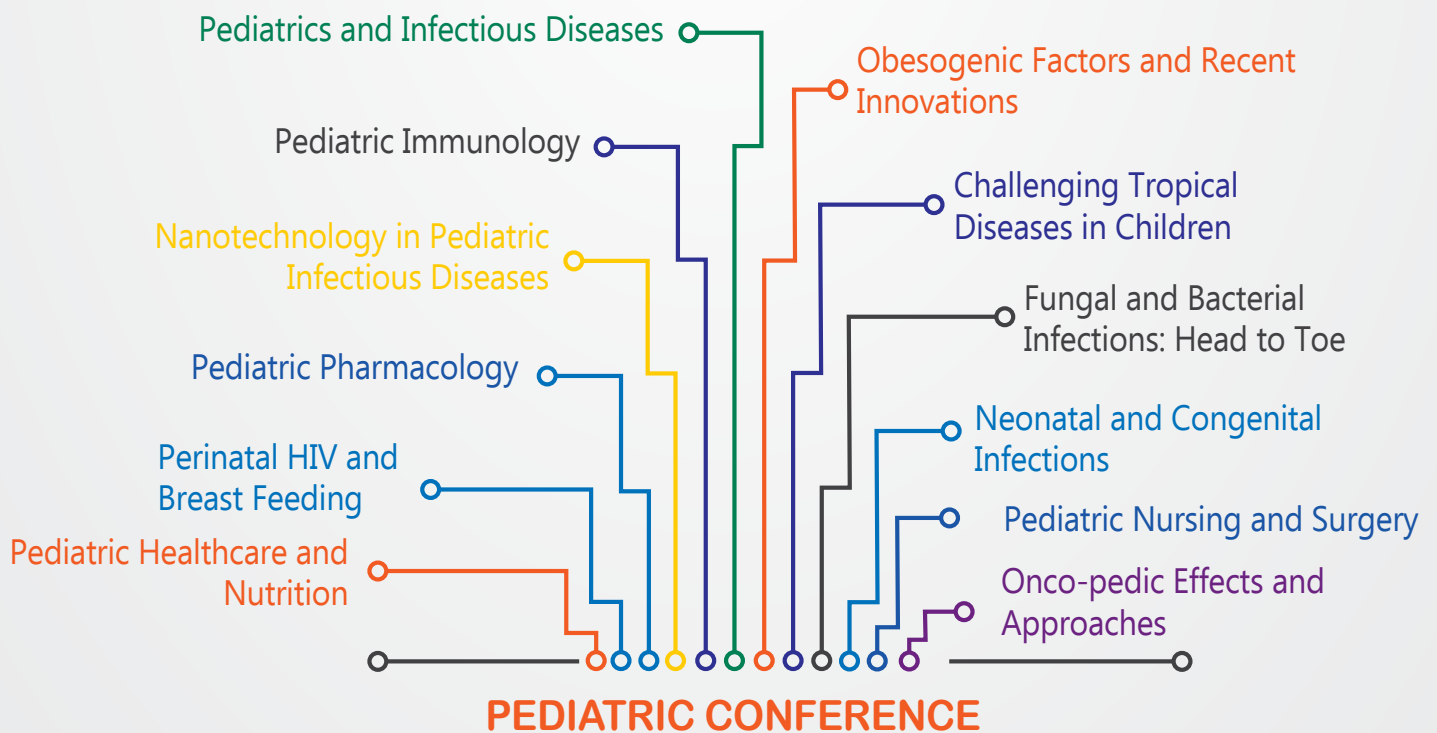 Pediatrics and Infectious Diseases
Pediatric Immunology
Nanotechnology in Pediatric
Infectious Diseases
Pediatric Pharmacology
Perinatal HIV and
Breast Feeding
Pediatric Healthcare and
Nutrition
Obesogenic Factors and Recent
Innovations
Challenging Tropical
Diseases in Children
Fungal and Bacterial
Infections: Head to Toe
Neonatal and Congenital
Infections
Pediatric Nursing and Surgery
Onco-pedic Effects and
Approaches
PEDIATRIC CONFERENCE